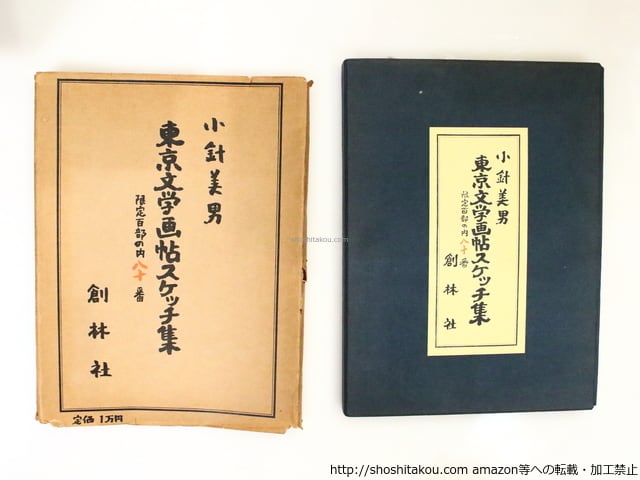 小針美男
東京文学画帖スケッチ集
限定百部の内八十番
創林社
定価1万円
小針美男
東京文学画帖スケッチ集
限定百部の内八十番
創林社
shoshitakou.com
http://shoshitakou.com amazon等への転載・加工禁止